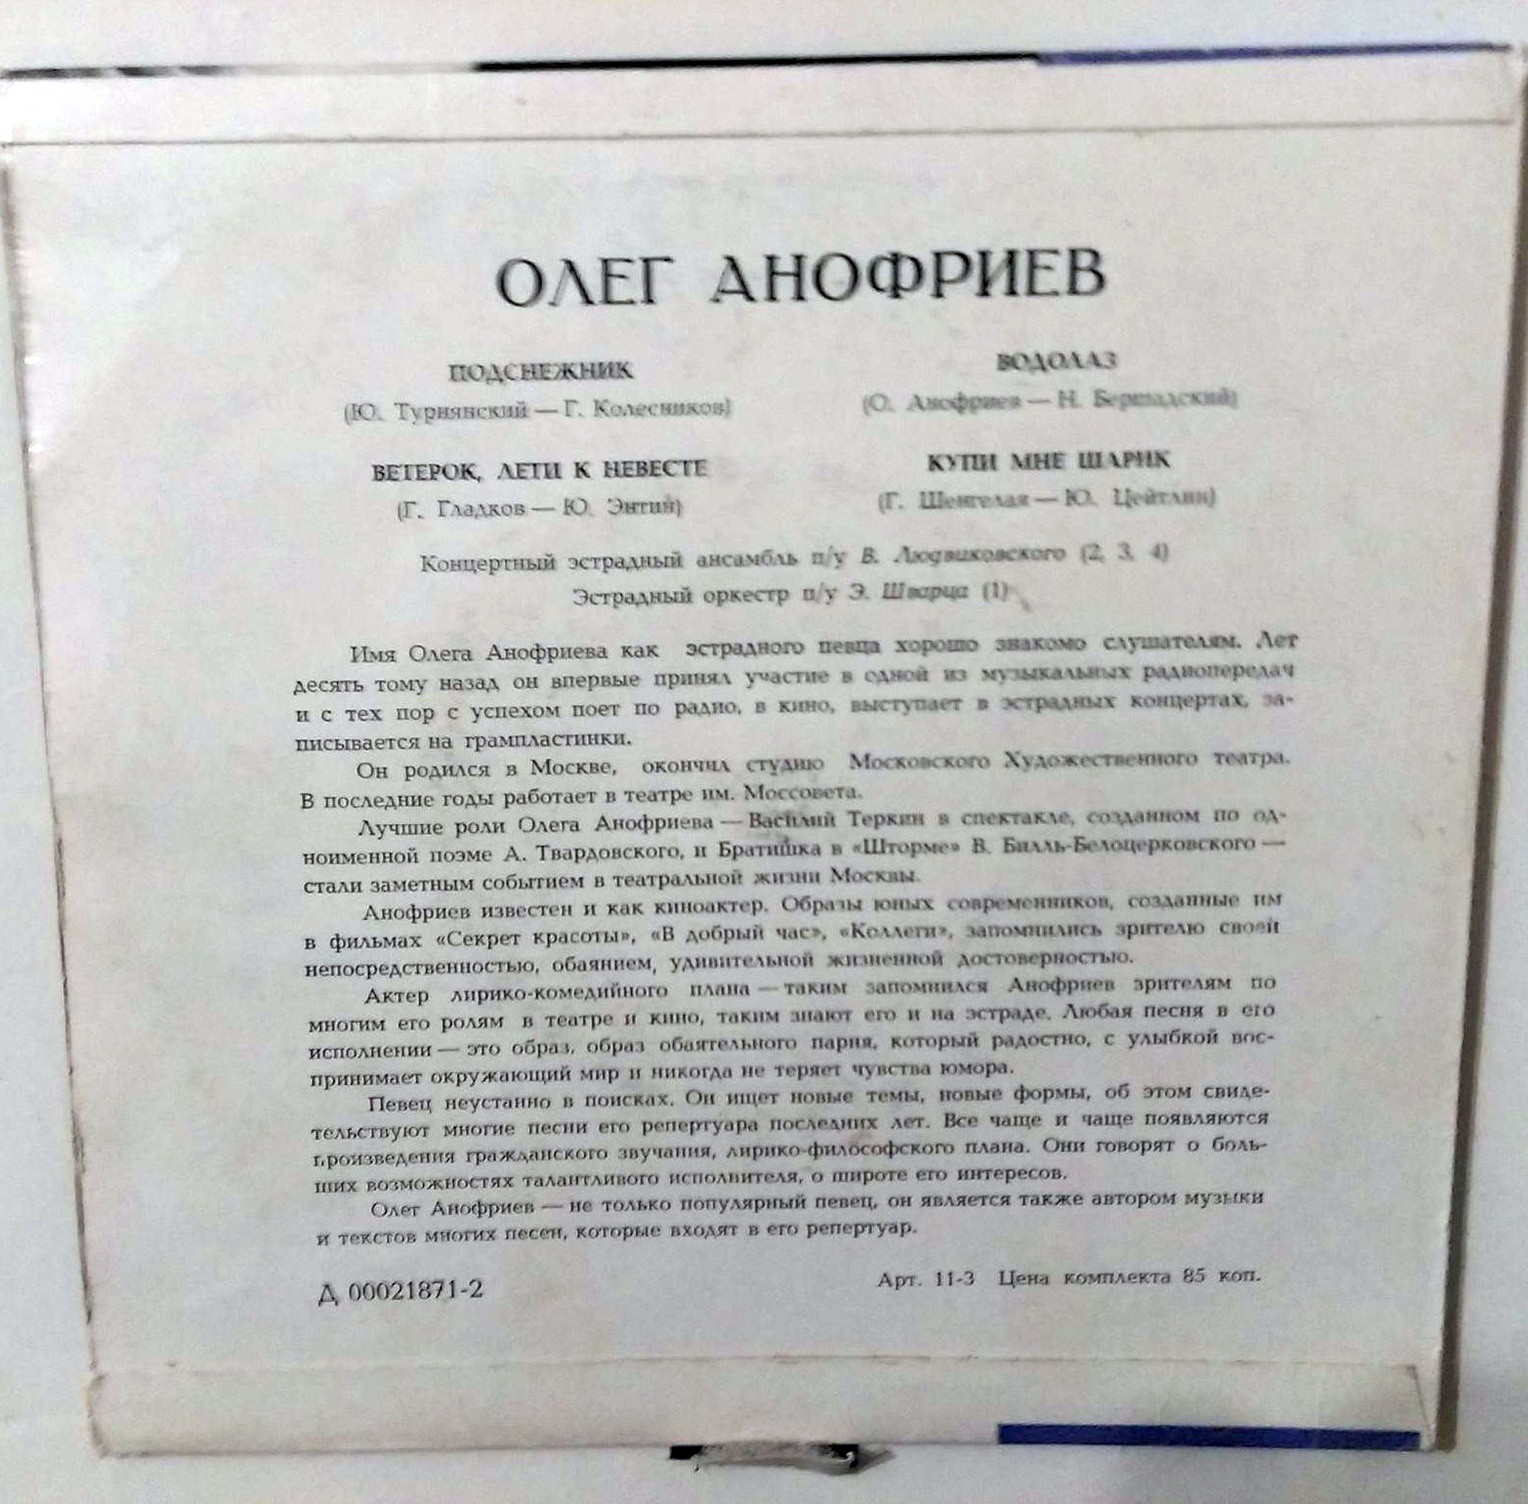 ОЛЕГ АНОФРИЕВ
ПОДСНЕЖНИК
(Ю. Турнянский — Г. Колесников)
ВЕТЕРОК, ЛЕТИ К НЕВЕСТЕ
(Г. Гладков — Ю. Энтин)
ВОДОЛАЗ
(О. Анофриев — Н. Бершадский)
КУПИ МНЕ ШАРИК
(Г. Шенгелая — Ю. Цейтлин)
Концертный эстрадный ансамбль п/у В. Людвиковского (2, 3, 4)
Эстрадный оркестр п/у Э. Шварца (1)
Имя Олега Анофриева как эстрадного певца хорошо знакомо слушателям. Лет
десять тому назад он впервые принял участие в одной из музыкальных радиопередач
и с тех пор с успехом поет по радио, в кино, выступает в эстрадных концертах, за-
писывается на грампластинки.
Он родился в Москве, окончил студию Московского Художественного театра.
В последние годы работает в театре им. Моссовета.
Лучшие роли Олега Анофриева — Василий Теркин в спектакле, созданном по од-
ноименной поэме А. Твардовского, и Братишка в «Шторме» В. Билль-Белоцерковского —
стали заметным событием в театральной жизни Москвы.
Анофриев известен и как киноактер. Образы юных современников, созданные им
в фильмах «Секрет красоты», «В добрый час», «Коллеги», запомнились зрителю своей
непосредственностью, обаянием, удивительной жизненной достоверностью.
Актер лирико-комедийного плана — таким запомнился Анофриев зрителям по
многим его ролям в театре и кино, таким знают его и на эстраде. Любая песня в его
исполнении — это образ, образ обаятельного парня, который радостно, с улыбкой вос-
принимает окружающий мир и никогда не теряет чувства юмора.
Певец неустанно в поисках. Он ищет новые темы, новые формы, об этом свиде-
тельствуют многие песни его репертуара последних лет. Все чаще и чаще появляются
произведения гражданского звучания, лирико-философского плана. Они говорят о боль-
ших возможностях талантливого исполнителя, о широте его интересов.
Олег Анофриев — не только популярный певец, он является также автором музыки
и текстов многих песен, которые входят в его репертуар.
Д 00021871-2
Арт. 11-3 Цена комплекта 85 коп.